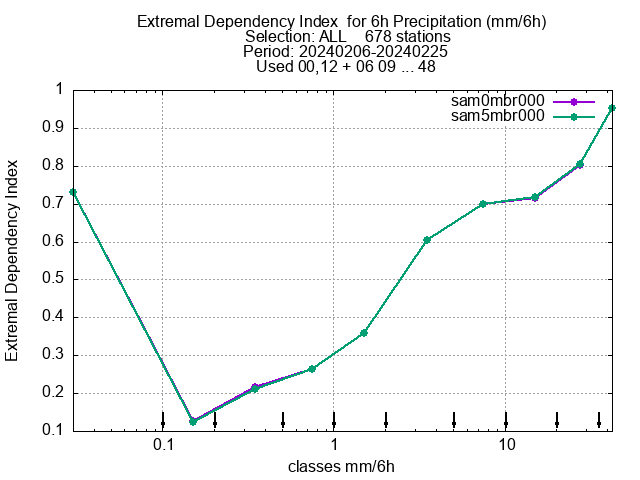 Extremal Dependency Index  for 6h Precipitation (mm/6h)
Selection: ALL    678 stations
Period: 20240206-20240225
Used 00,12 + 06 09 ... 48
sam0mbr000
sam5mbr000
Extremal Dependency Index
1
0.9
0.8
0.7
0.6
0.5
0.4
0.3
0.2
0.1
0.1 1 10
classes mm/6h